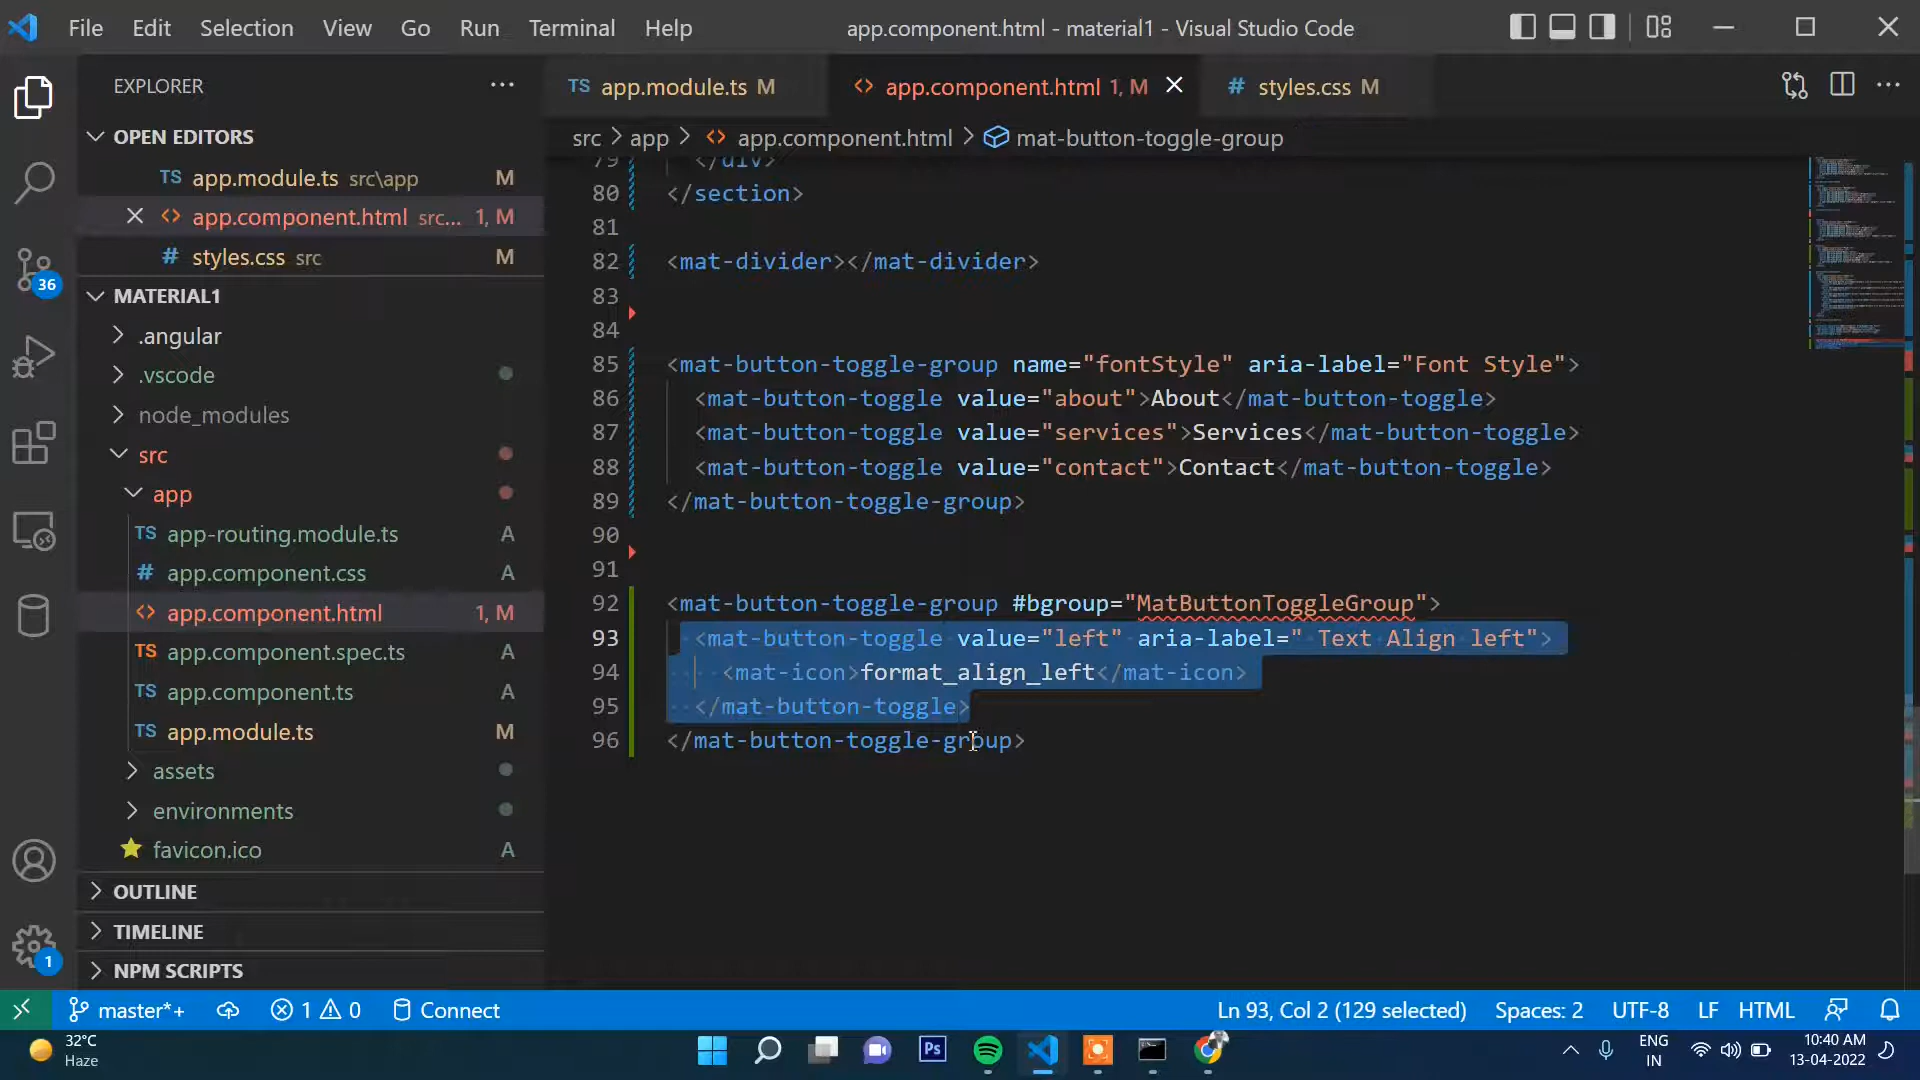 File Edit Selection View Go Run Terminal Help
app.component.html - material1 - Visual Studio Code
EXPLORER
OPEN EDITORS
TS app.module.ts src\app M
<> app.component.html src... 1, M
# styles.css src M
MATERIAL1
.angular
.vscode
node_modules
src
app
TS app-routing.module.ts A
# app.component.css A
<> app.component.html 1, M
TS app.component.spec.ts A
TS app.component.ts A
TS app.module.ts M
assets
environments
favicon.ico A
OUTLINE
TIMELINE
NPM SCRIPTS
36
1
TS app.module.ts M
<> app.component.html 1, M
# styles.css M
src > app > <> app.component.html > mat-button-toggle-group
79 </div>
80 </section>
81
82 <mat-divider></mat-divider>
83
84
85 <mat-button-toggle-group name="fontStyle" aria-label="Font Style">
86 <mat-button-toggle value="about">About</mat-button-toggle>
87 <mat-button-toggle value="services">Services</mat-button-toggle>
88 <mat-button-toggle value="contact">Contact</mat-button-toggle>
89 </mat-button-toggle-group>
90
91
92 <mat-button-toggle-group #bgroup="MatButtonToggleGroup">
93 <mat-button-toggle value="left" aria-label=" Text Align left">
94 <mat-icon>format_align_left</mat-icon>
95 </mat-button-toggle>
96 </mat-button-toggle-group>
master*+ 1 0 Connect
Ln 93, Col 2 (129 selected) Spaces: 2 UTF-8 LF HTML
32°C
Haze
Ps
ENG
IN
10:40 AM
13-04-2022